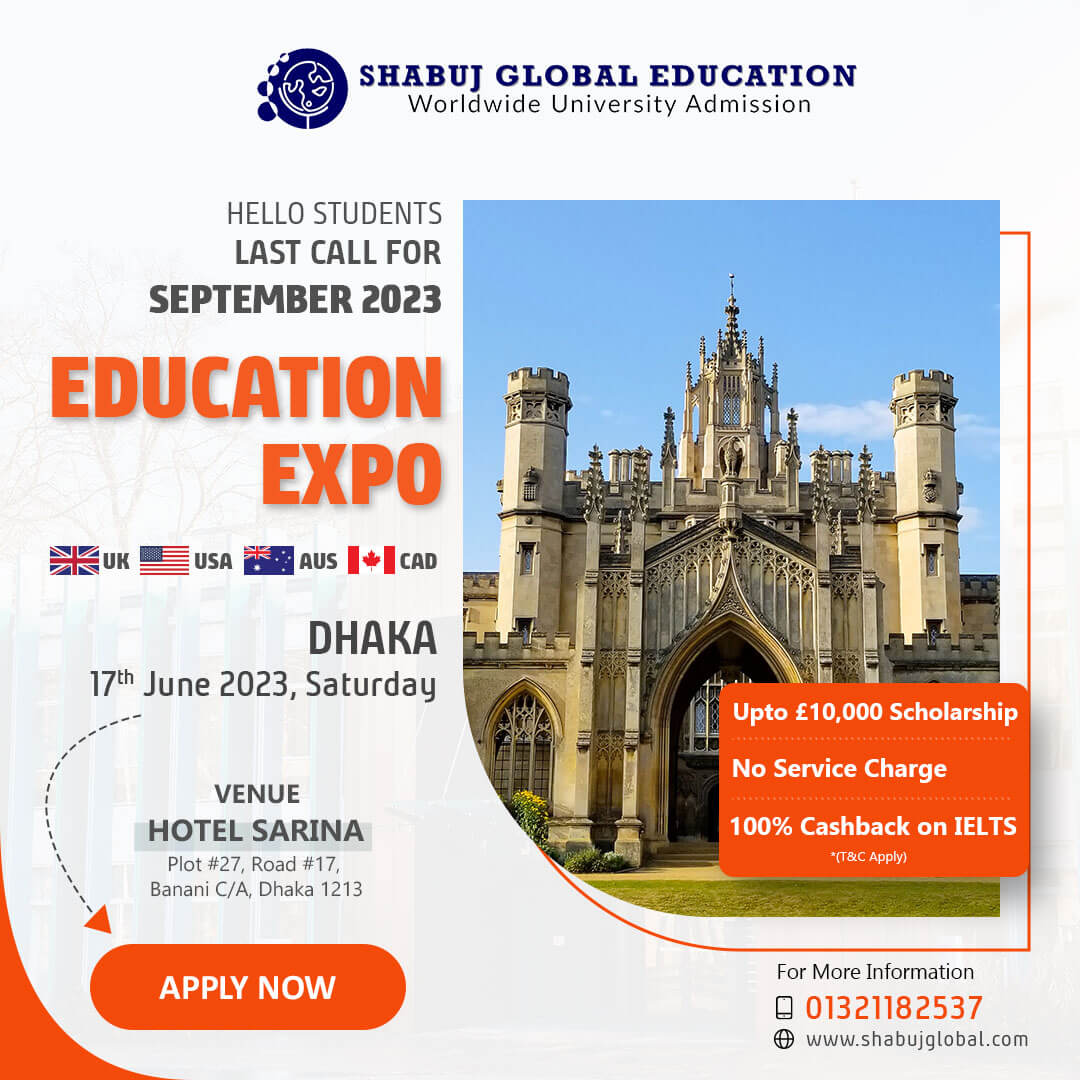 SHABUJ GLOBAL EDUCATION
Worldwide University Admission
HELLO STUDENTS
LAST CALL FOR
SEPTEMBER 2023
EDUCATION
EXPO
UK USA AUS CAD
DHAKA
17th June 2023, Saturday
VENUE
HOTEL SARINA
Plot #27, Road #17,
Banani C/A, Dhaka 1213
APPLY NOW
Upto £10,000 Scholarship
No Service Charge
100% Cashback on IELTS
*(T&C Apply)
For More Information
01321182537
www.shabujglobal.com